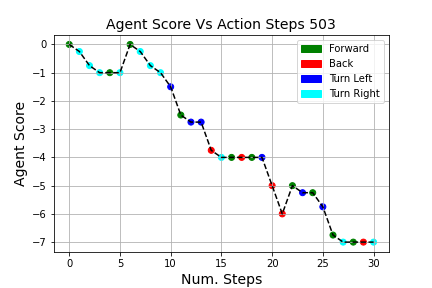 Agent Score Vs Action Steps 503
Agent Score
0
−1
−2
−3
−4
−5
−6
−7
Forward
Back
Turn Left
Turn Right
0 5 10 15 20 25 30
Num. Steps